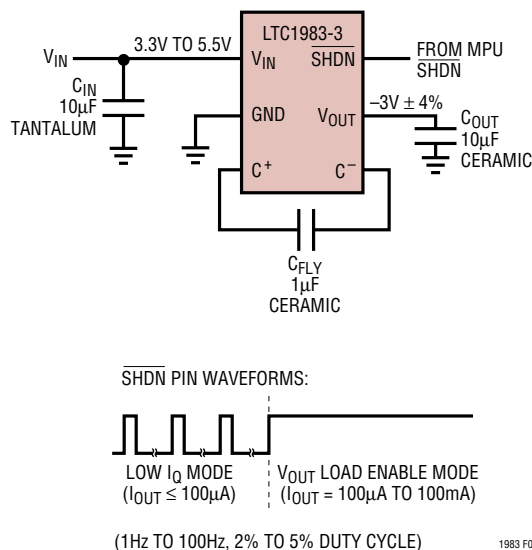 LTC1983-3
V_IN
3.3V TO 5.5V
V_IN
SHDN
FROM MPU
SHDN
C_IN
10µF
TANTALUM
GND
V_OUT
–3V ± 4%
C_OUT
10µF
CERAMIC
C⁺
C⁻
C_FLY
1µF
CERAMIC
SHDN PIN WAVEFORMS:
LOW I_Q MODE
(I_OUT ≤ 100µA)
V_OUT LOAD ENABLE MODE
(I_OUT = 100µA TO 100mA)
(1Hz TO 100Hz, 2% TO 5% DUTY CYCLE)